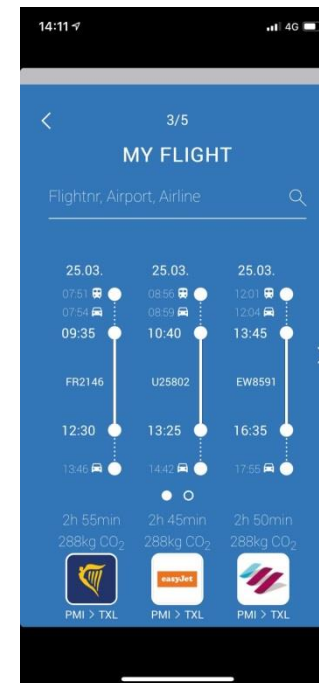 14:11 4G
3/5
MY FLIGHT
Flightnr, Airport, Airline
25.03. 25.03. 25.03.
07:51 08:56 12:01
07:54 08:59 12:04
09:35 10:40 13:45
FR2146 U25802 EW8591
12:30 13:25 16:35
13:46 14:42 17:55
2h 55min 2h 45min 2h 50min
288kg CO₂ 288kg CO₂ 288kg CO₂
easyJet
PMI > TXL PMI > TXL PMI > TXL